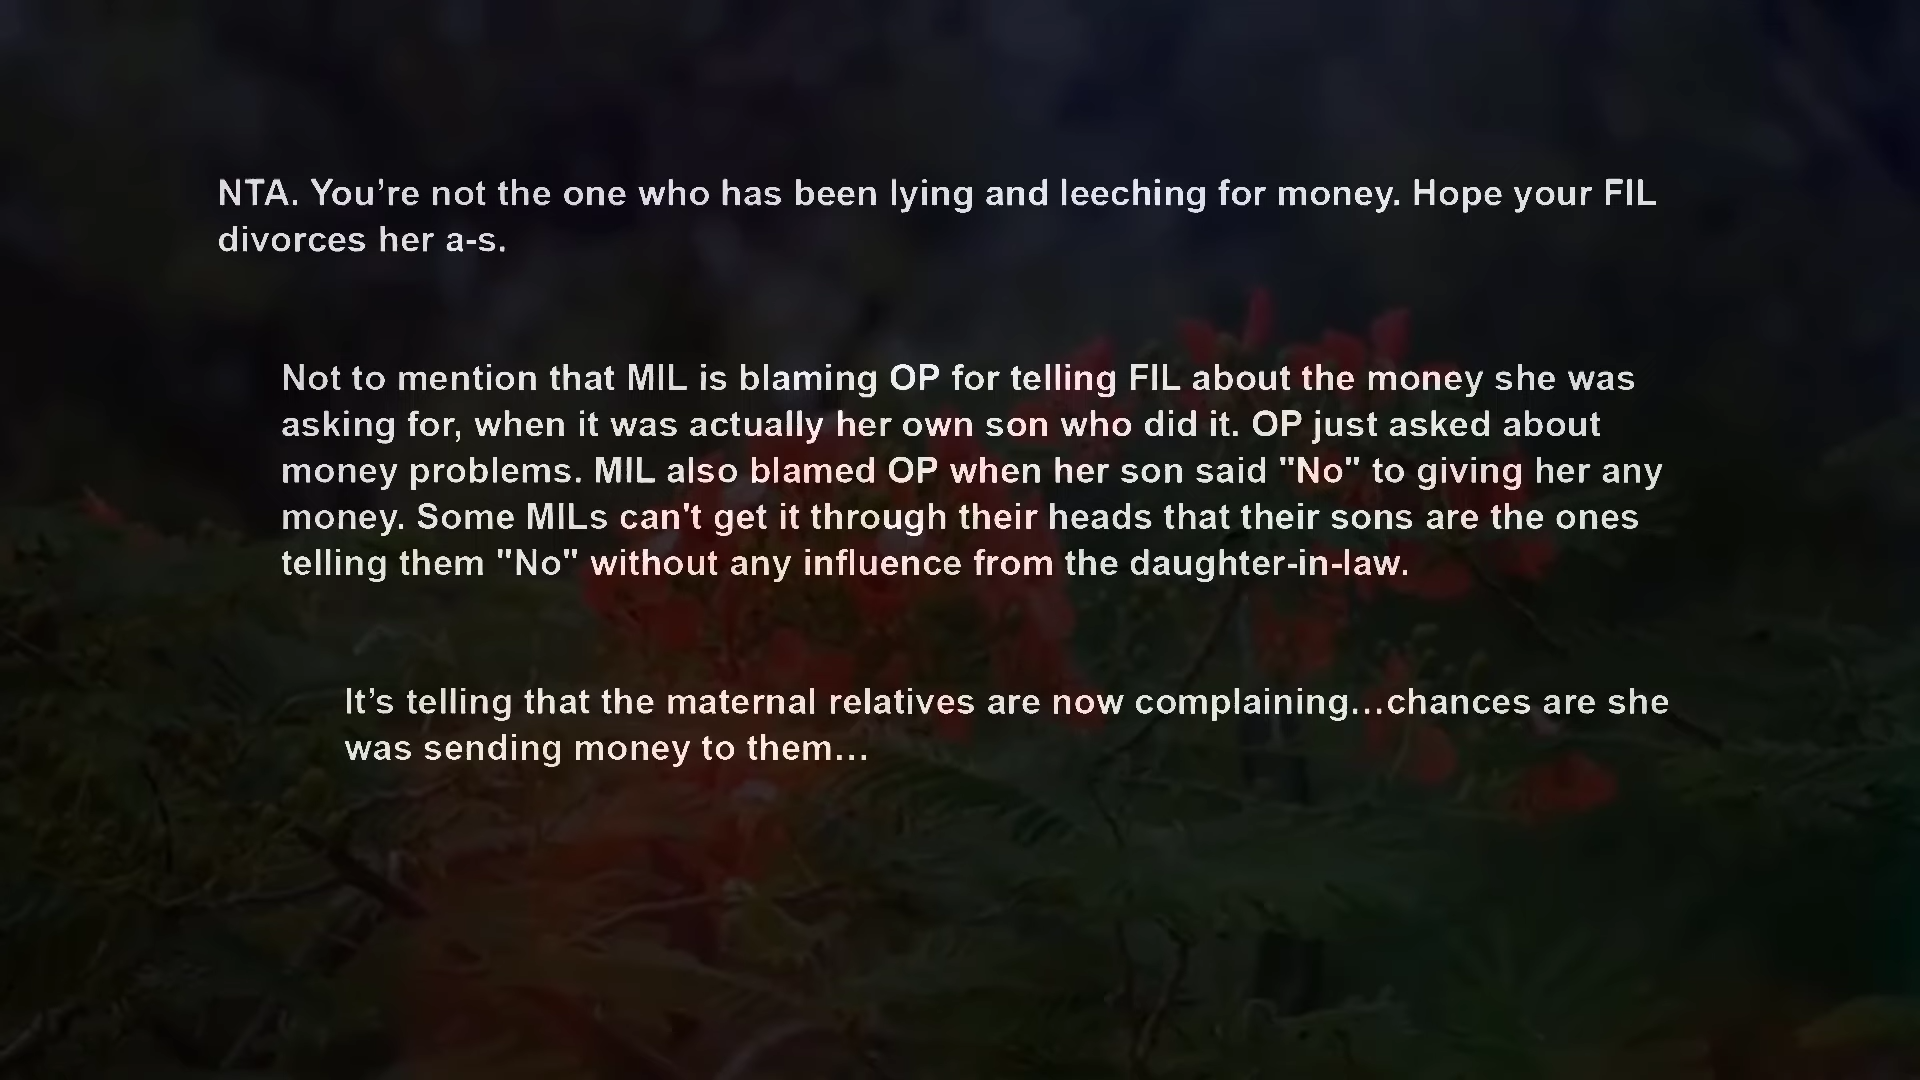 NTA. You’re not the one who has been lying and leeching for money. Hope your FIL
divorces her a-s.
Not to mention that MIL is blaming OP for telling FIL about the money she was
asking for, when it was actually her own son who did it. OP just asked about
money problems. MIL also blamed OP when her son said "No" to giving her any
money. Some MILs can't get it through their heads that their sons are the ones
telling them "No" without any influence from the daughter-in-law.
It’s telling that the maternal relatives are now complaining…chances are she
was sending money to them…